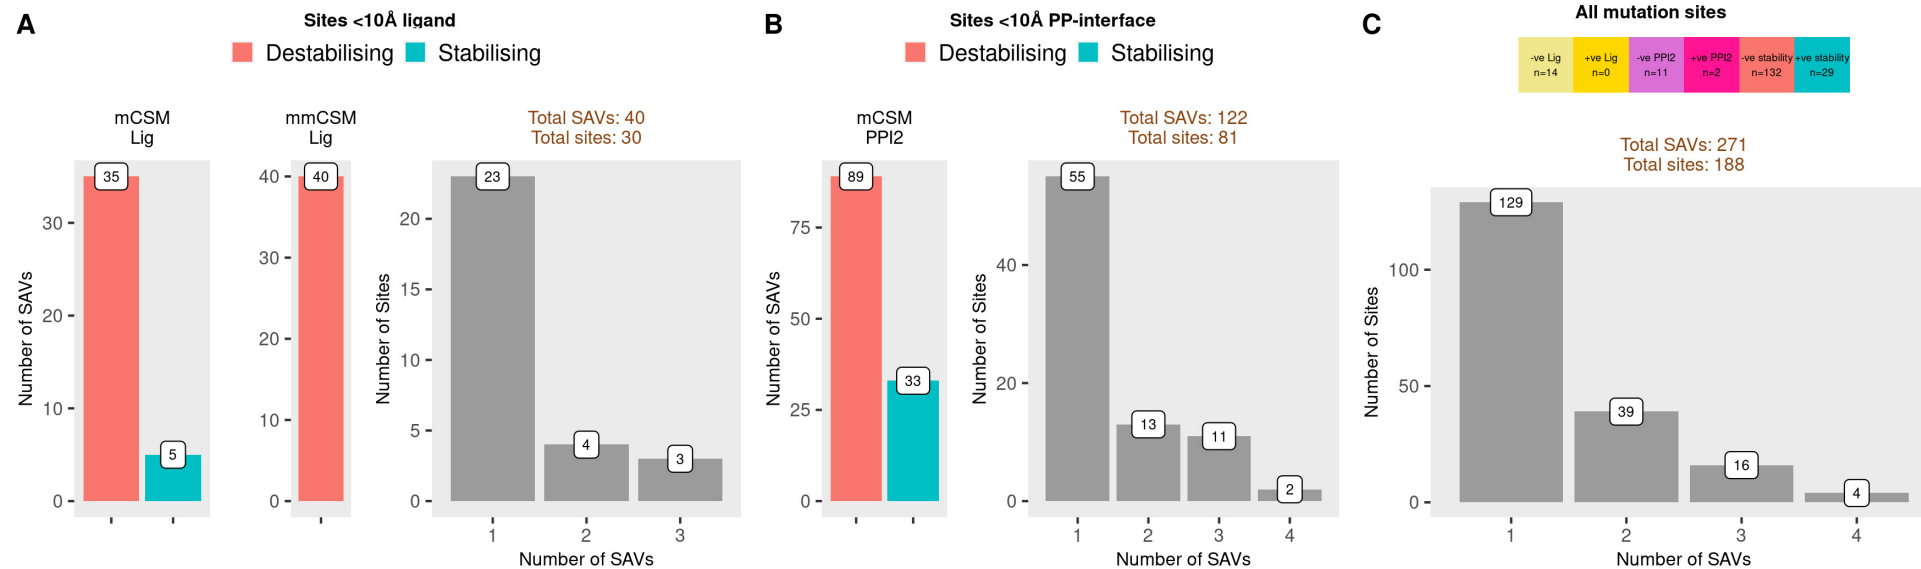 A
Sites <10Å ligand
Destabilising
Stabilising
mCSM
Lig
Number of SAVs
30
20
10
0
35
5
mmCSM
Lig
40
30
20
10
0
40
Total SAVs: 40
Total sites: 30
Number of Sites
20
15
10
5
0
23
4
3
1
2
3
Number of SAVs
B
Sites <10Å PP-interface
Destabilising
Stabilising
mCSM
PPI2
Number of SAVs
75
50
25
0
89
33
Total SAVs: 122
Total sites: 81
Number of Sites
40
20
0
55
13
11
2
1
2
3
4
Number of SAVs
C
All mutation sites
-ve Lig
n=14
+ve Lig
n=0
-ve PPI2
n=11
+ve PPI2
n=2
-ve stability
n=132
+ve stability
n=29
Total SAVs: 271
Total sites: 188
Number of Sites
100
50
0
129
39
16
4
1
2
3
4
Number of SAVs